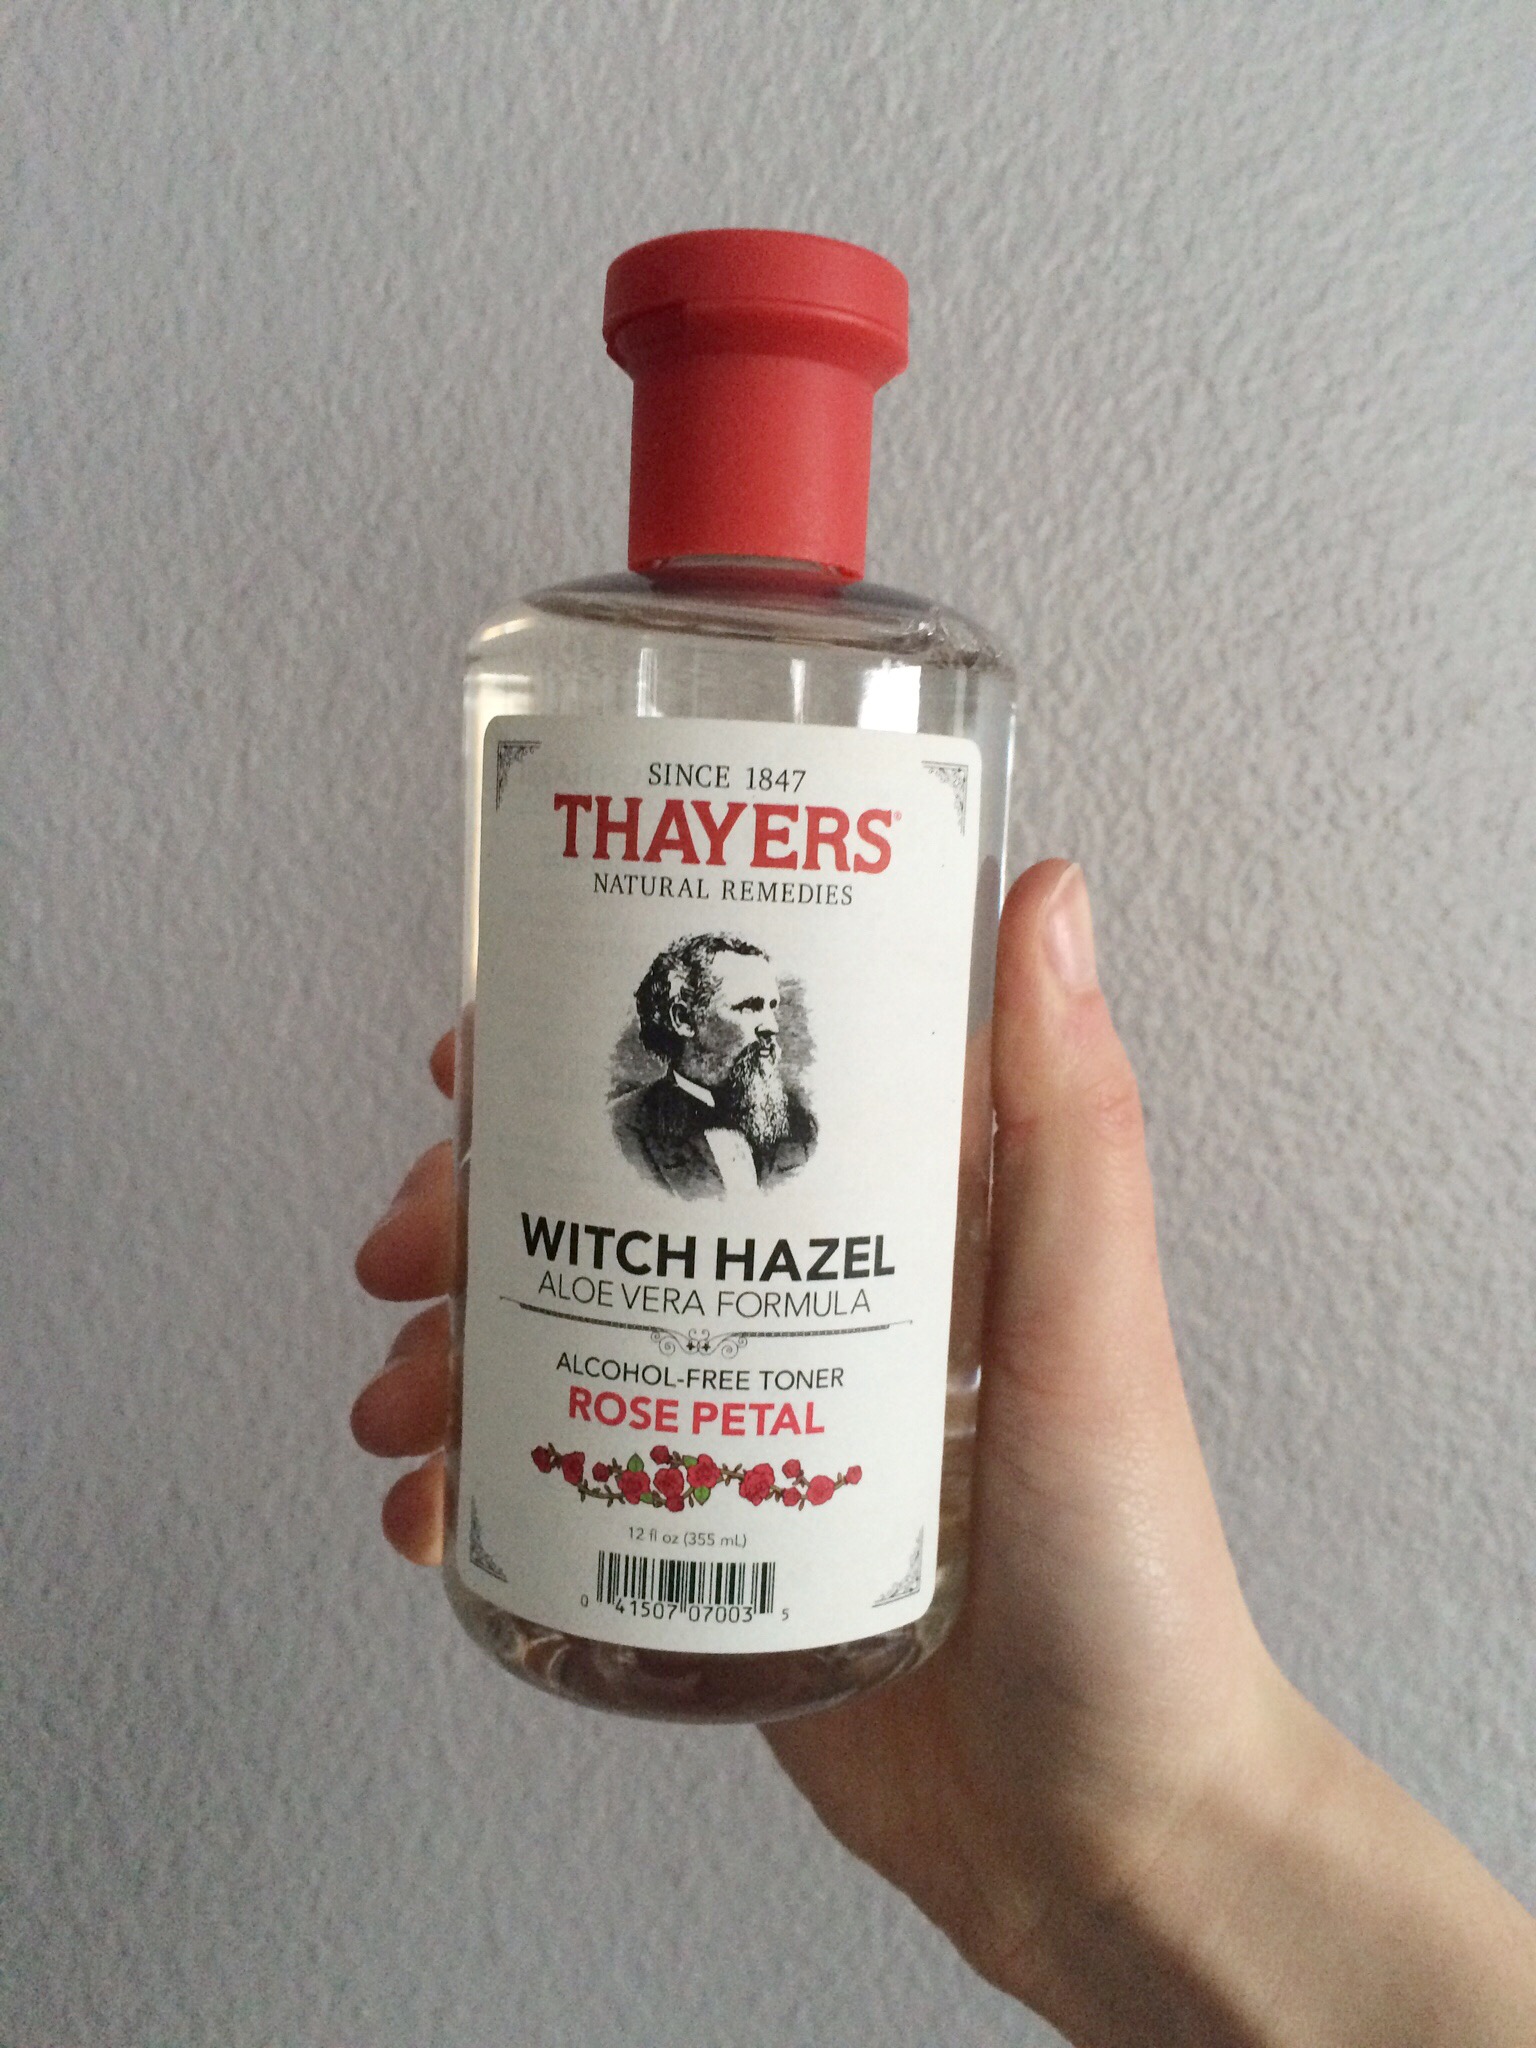 SINCE 1847
THAYERS®
NATURAL REMEDIES
WITCH HAZEL
ALOE VERA FORMULA
ALCOHOL-FREE TONER
ROSE PETAL
12 fl oz (355 mL)
0 41507 07003 5